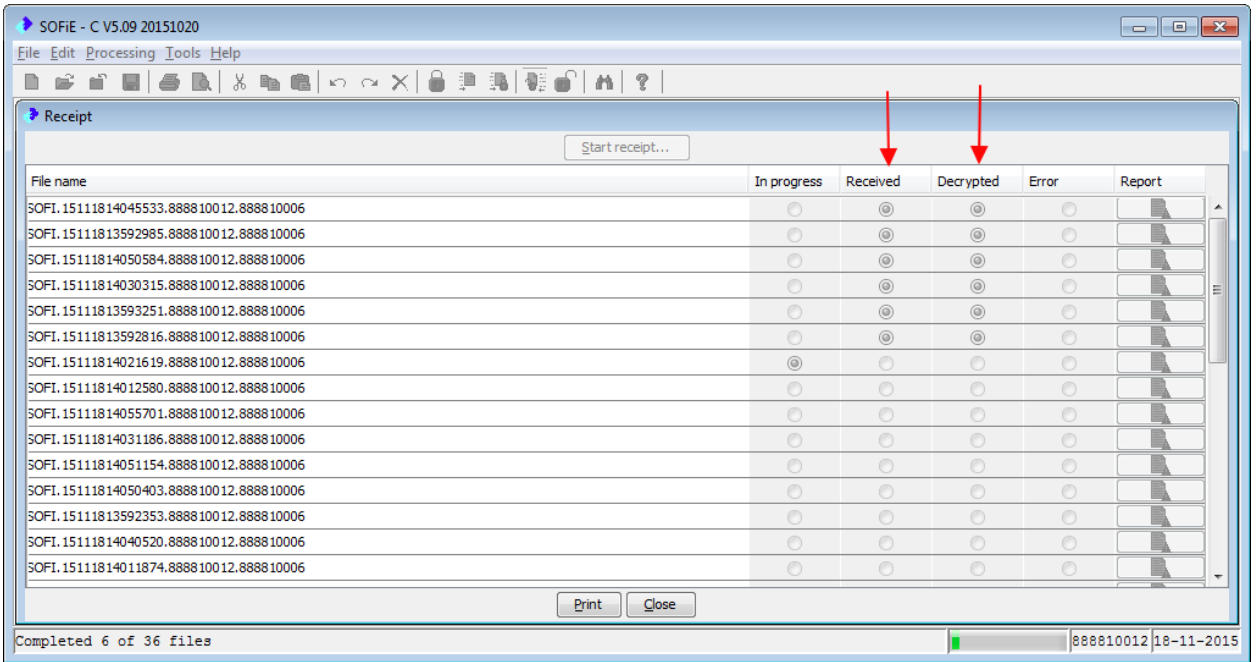 SOFiE - C V5.09 20151020
File Edit Processing Tools Help
Receipt
Start receipt...
File name In progress Received Decrypted Error Report
SOFI.15111814045533.888810012.888810006
SOFI.15111813592985.888810012.888810006
SOFI.15111814050584.888810012.888810006
SOFI.15111814030315.888810012.888810006
SOFI.15111813593251.888810012.888810006
SOFI.15111813592816.888810012.888810006
SOFI.15111814021619.888810012.888810006
SOFI.15111814012580.888810012.888810006
SOFI.15111814055701.888810012.888810006
SOFI.15111814031186.888810012.888810006
SOFI.15111814051154.888810012.888810006
SOFI.15111814050403.888810012.888810006
SOFI.15111813592353.888810012.888810006
SOFI.15111814040520.888810012.888810006
SOFI.15111814011874.888810012.888810006
Print Close
Completed 6 of 36 files 888810012 18-11-2015